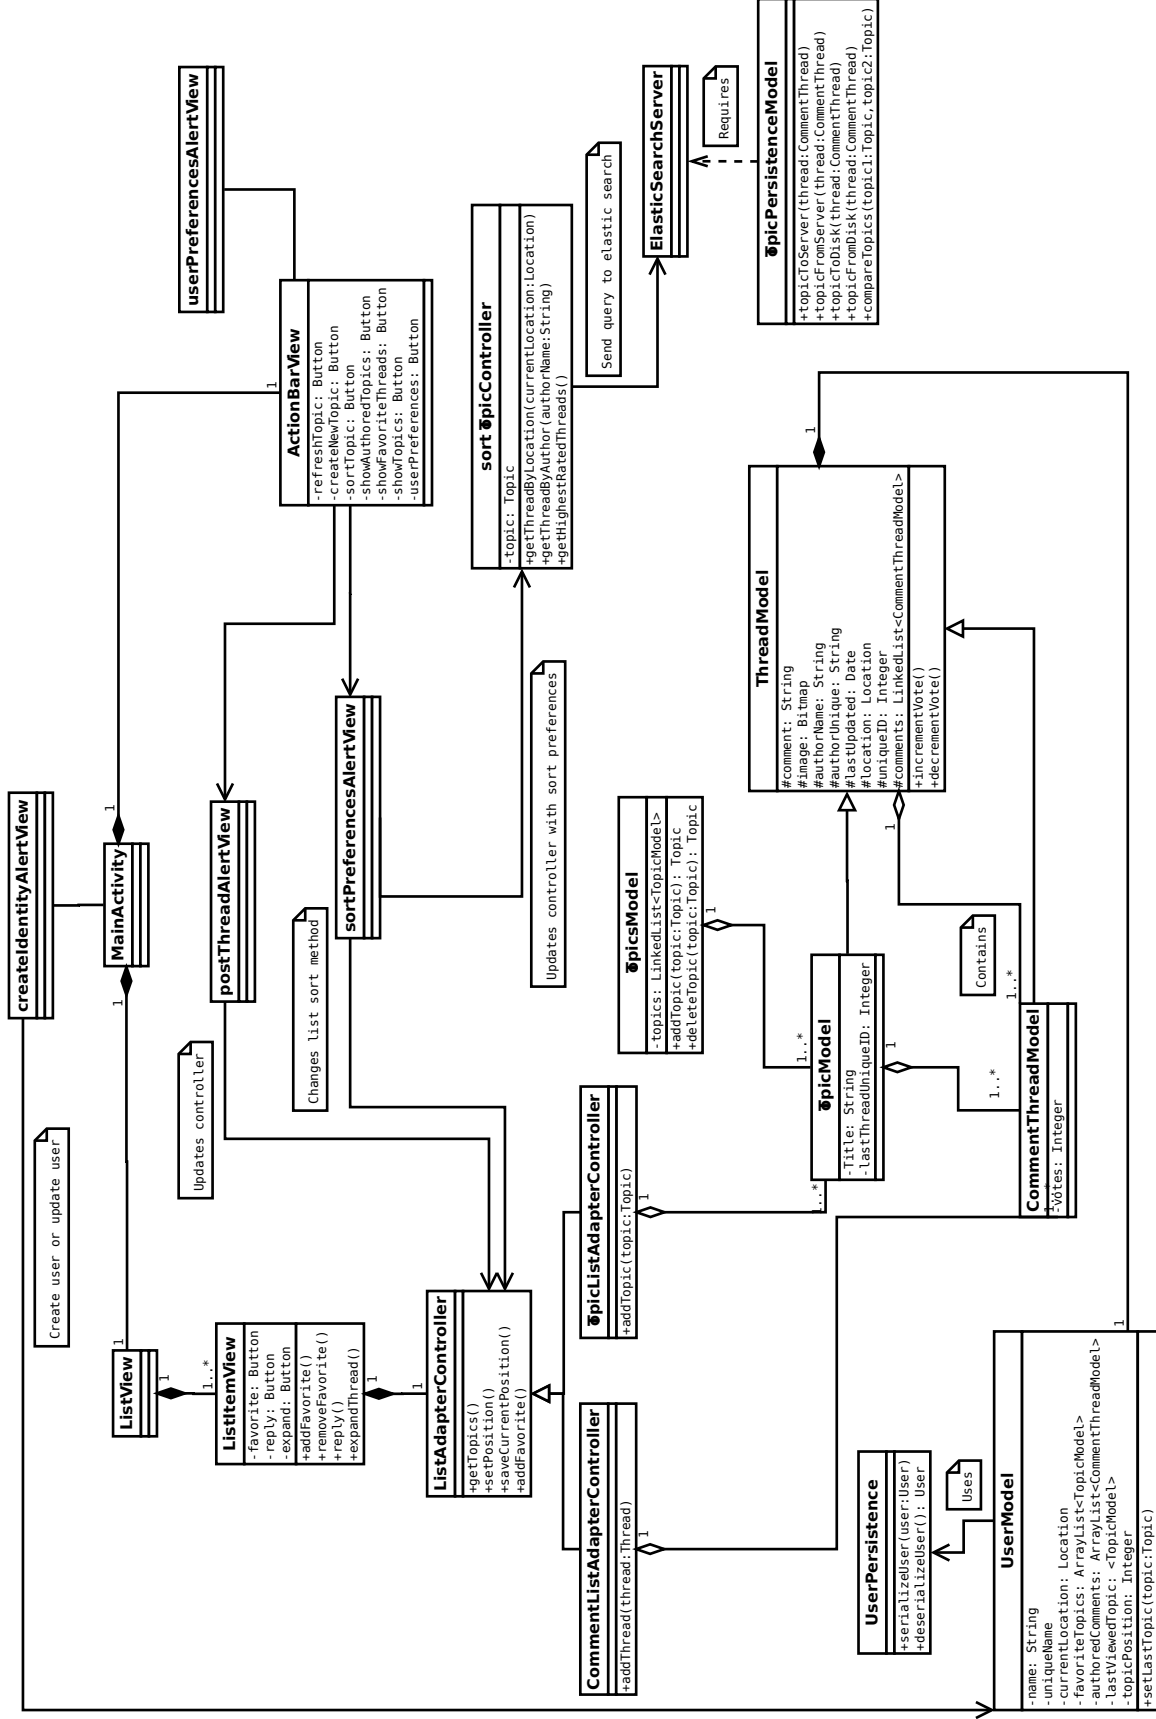 createIdentityAlertView
Create user or update user
MainActivity
1
1
1
1
ListView
1
1..*
ListItemView
-favorite: Button
-reply: Button
-expand: Button
+addFavorite()
+removeFavorite()
+reply()
+expandThread()
1
1
userPreferencesAlertView
ActionBarView
-refreshTopic: Button
-createNewTopic: Button
-sortTopic: Button
-showAuthoredTopics: Button
-showFavoriteThreads: Button
-showTopics: Button
-userPreferences: Button
postThreadAlertView
Updates controller
sortPreferencesAlertView
Changes list sort method
Updates controller with sort preferences
ListAdapterController
+getTopics()
+setPosition()
+saveCurrentPosition()
+addFavorite()
sort TopicController
-topic: Topic
+getThreadByLocation(currentLocation:Location)
+getThreadByAuthor(authorName:String)
+getHighestRatedThreads()
Send query to elastic search
ElasticSearchServer
Requires
TopicPersistenceModel
+topicToServer(thread:CommentThread)
+topicFromServer(thread:CommentThread)
+topicToDisk(thread:CommentThread)
+topicFromDisk(thread:CommentThread)
+compareTopics(topic1:Topic,topic2:Topic)
CommentListAdapterController
+addThread(thread:Thread)
1
TopicListAdapterController
+addTopic(topic:Topic)
1
1..*
TopicsModel
-topics: LinkedList<TopicModel>
+addTopic(topic:Topic): Topic
+deleteTopic(topic:Topic): Topic
1
1..*
TopicModel
-Title: String
-lastThreadUniqueID: Integer
1
1..*
ThreadModel
#comment: String
#image: Bitmap
#authorName: String
#authorUnique: String
#lastUpdated: Date
#location: Location
#uniqueID: Integer
#comments: LinkedList<CommentThreadModel>
+incrementVote()
+decrementVote()
1
1
Contains
1..*
CommentThreadModel
-votes: Integer
1..*
UserPersistence
+serializeUser(user:User)
+deserializeUser(): User
Uses
1
UserModel
-name: String
-uniqueName
-currentLocation: Location
-favoriteTopics: ArrayList<TopicModel>
-authoredComments: ArrayList<CommentThreadModel>
-lastViewedTopic: <TopicModel>
-topicPosition: Integer
+setLastTopic(topic:Topic)